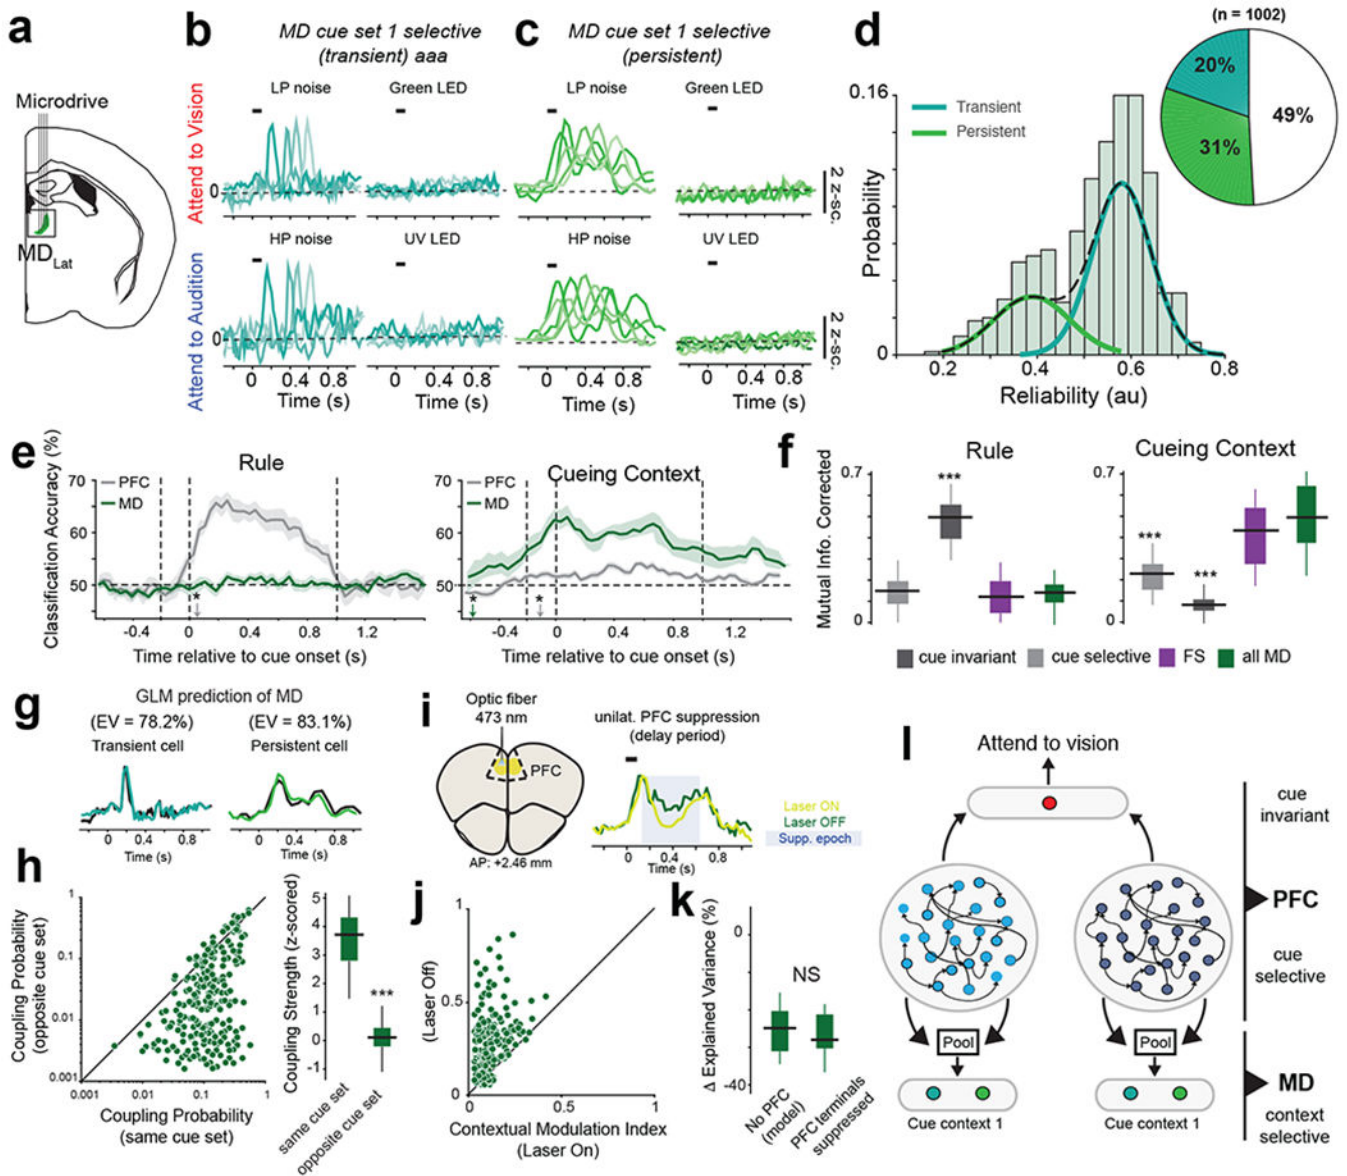 a
Microdrive
MD Lat
b
MD cue set 1 selective
(transient) aaa
LP noise
Green LED
Attend to Vision
0
HP noise
UV LED
Attend to Audition
0
0 0.4 0.8
0 0.4 0.8
Time (s)
Time (s)
c
MD cue set 1 selective
(persistent)
LP noise
Green LED
2 z-sc.
HP noise
UV LED
2 z-sc.
0 0.4 0.8
0 0.4 0.8
Time (s)
Time (s)
d
(n = 1002)
20%
49%
31%
0.16
Transient
Persistent
Probability
0
0.2 0.4 0.6 0.8
Reliability (au)
e
Rule
Classification Accuracy (%)
70
60
50
PFC
MD
*
-0.4 0 0.4 0.8 1.2
Time relative to cue onset (s)
Cueing Context
70
60
50
PFC
MD
* *
-0.4 0 0.4 0.8 1.2
Time relative to cue onset (s)
f
Rule
Cueing Context
Mutual Info. Corrected
0.7
0
***
0.7
0
***
***
cue invariant cue selective FS all MD
g
GLM prediction of MD
(EV = 78.2%) (EV = 83.1%)
Transient cell Persistent cell
0 0.4 0.8
0 0.4 0.8
Time (s)
Time (s)
h
Coupling Probability
(opposite cue set)
1
0.1
0.01
0.001
0.001 0.01 0.1 1
Coupling Probability
(same cue set)
Coupling Strength (z-scored)
5
4
3
2
1
0
-1
***
same cue set
opposite cue set
i
Optic fiber
473 nm
PFC
AP: +2.46 mm
unilat. PFC suppression
(delay period)
Laser ON
Laser OFF
Supp. epoch
0 0.4 0.8
Time (s)
j
(Laser Off)
1
0.5
0
0.5 1
Contextual Modulation Index
(Laser On)
k
Δ Explained Variance (%)
0
-40
NS
No PFC
(model)
PFC terminals
suppressed
l
Attend to vision
cue
invariant
PFC
cue
selective
Pool
Pool
MD
Cue context 1
Cue context 1
context
selective